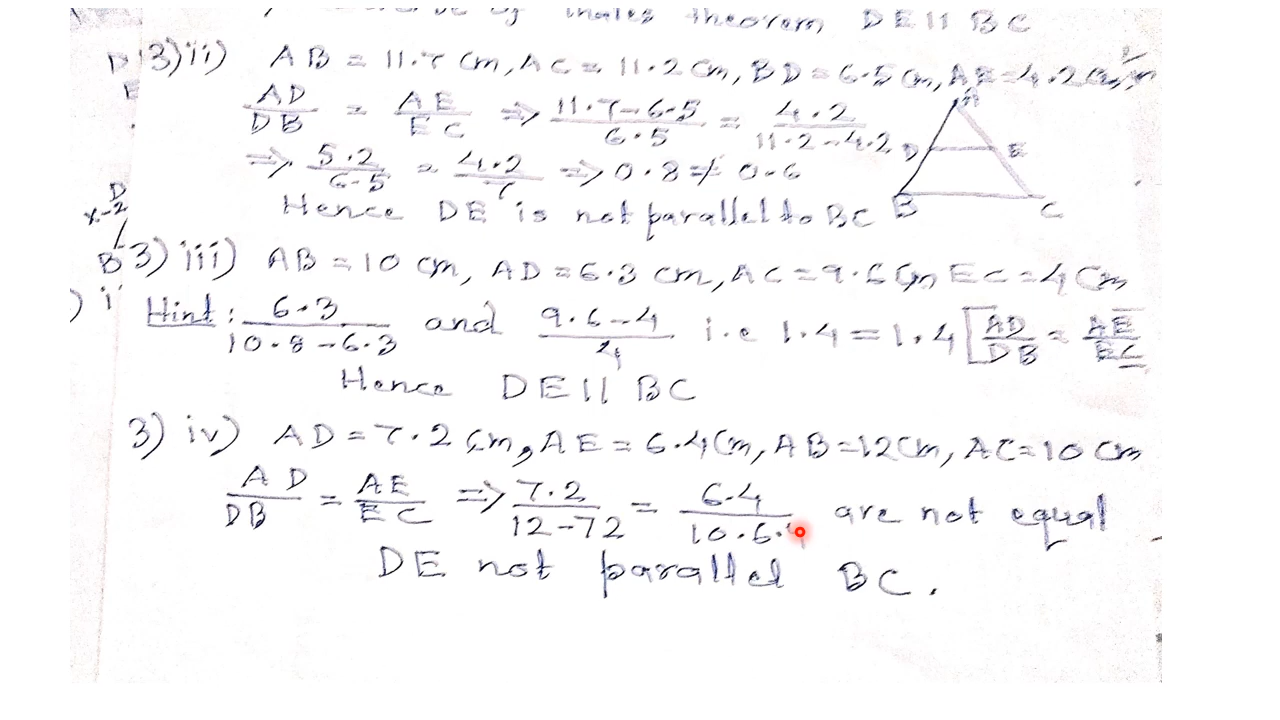 by thales theorem DE || BC
3) ii) AB = 11.7 cm, AC = 11.2 cm, BD = 6.5 cm, AE = 4.2 cm
AD/DB = AE/EC => 11.7-6.5/6.5 = 4.2/11.2-4.2
=> 5.2/6.5 = 4.2/7 => 0.8 ≠ 0.6
Hence DE is not parallel to BC
A
D E
B C
D
E
D
x-2
B
3) iii) AB = 10 cm, AD = 6.3 cm, AC = 9.6 cm EC = 4 cm
) i
Hint: 6.3/10.8-6.3 and 9.6-4/4 i.e 1.4 = 1.4 [AD/DB = AE/EC
Hence DE || BC
3) iv) AD = 7.2 cm, AE = 6.4 cm, AB = 12 cm, AC = 10 cm
AD/DB = AE/EC => 7.2/12-72 = 6.4/10.6.4 are not equal
DE not parallel BC.